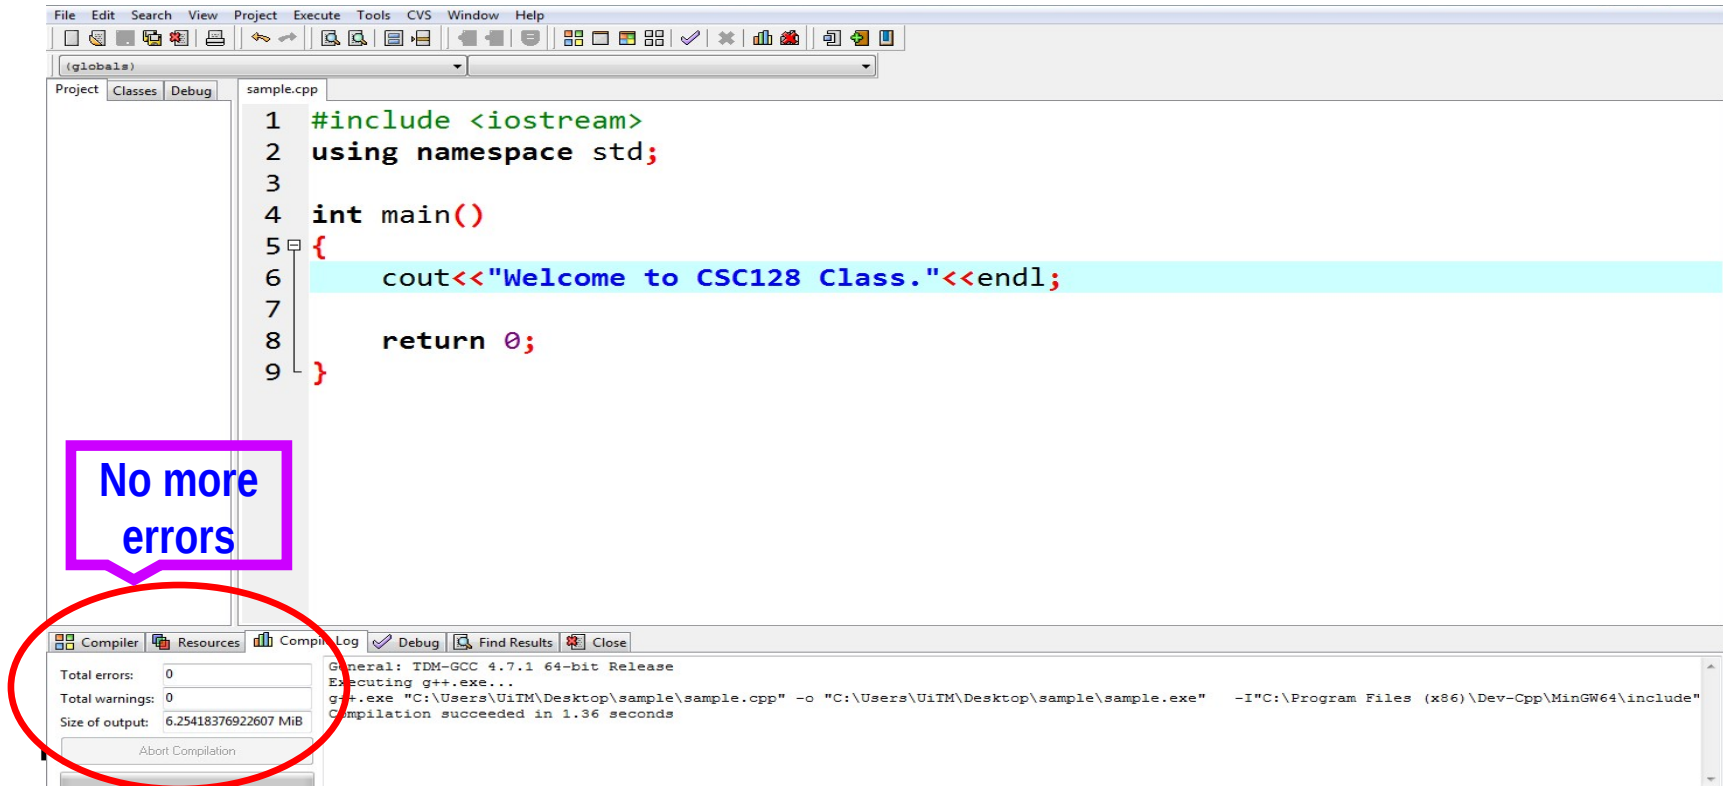 File Edit Search View Project Execute Tools CVS Window Help
(globals)
Project Classes Debug sample.cpp
1 #include <iostream>
2 using namespace std;
3
4 int main()
5 {
6 cout<<"Welcome to CSC128 Class."<<endl;
7
8 return 0;
9 }
No more
errors
Compiler Resources Compile Log Debug Find Results Close
Total errors: 0
Total warnings: 0
Size of output: 6.25418376922607 MiB
Abort Compilation
General: TDM-GCC 4.7.1 64-bit Release
Executing g++.exe...
g++.exe "C:\Users\UiTM\Desktop\sample\sample.cpp" -o "C:\Users\UiTM\Desktop\sample\sample.exe" -I"C:\Program Files (x86)\Dev-Cpp\MinGW64\include"
Compilation succeeded in 1.36 seconds